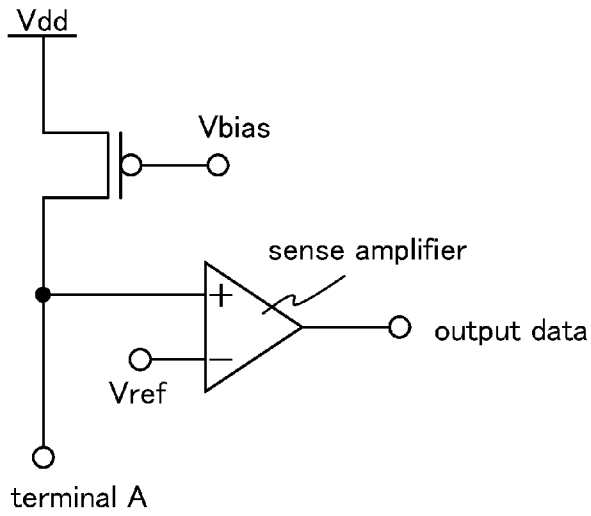 Vdd
Vbias
sense amplifier
+
output data
−
Vref
terminal A